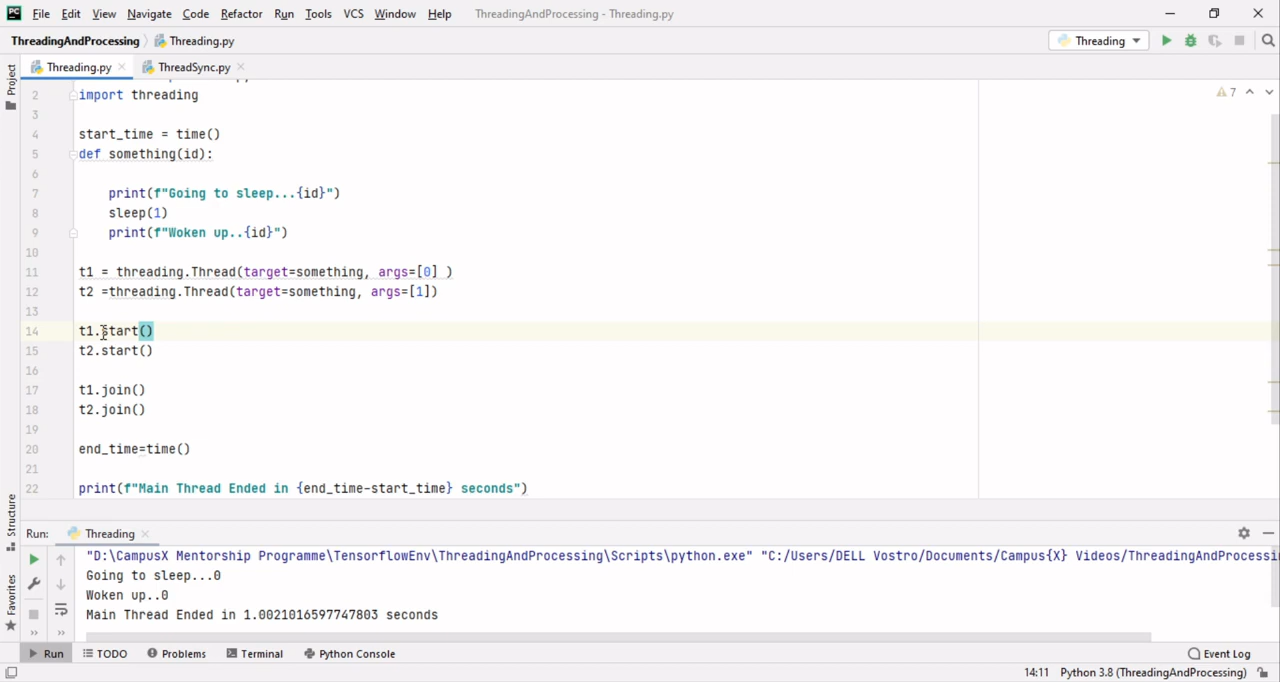 PC File Edit View Navigate Code Refactor Run Tools VCS Window Help ThreadingAndProcessing - Threading.py
ThreadingAndProcessing Threading.py Threading
Project Threading.py ThreadSync.py
2 import threading 7
3
4 start_time = time()
5 def something(id):
6
7 print(f"Going to sleep...{id}")
8 sleep(1)
9 print(f"Woken up..{id}")
10
11 t1 = threading.Thread(target=something, args=[0] )
12 t2 =threading.Thread(target=something, args=[1])
13
14 t1.start()
15 t2.start()
16
17 t1.join()
18 t2.join()
19
20 end_time=time()
21
22 print(f"Main Thread Ended in {end_time-start_time} seconds")
Structure
Favorites
Run: Threading
"D:\CampusX Mentorship Programme\TensorflowEnv\ThreadingAndProcessing\Scripts\python.exe" "C:/Users/DELL Vostro/Documents/Campus{X} Videos/ThreadingAndProcessi
Going to sleep...0
Woken up..0
Main Thread Ended in 1.0021016597747803 seconds
Run TODO Problems Terminal Python Console Event Log
14:11 Python 3.8 (ThreadingAndProcessing)